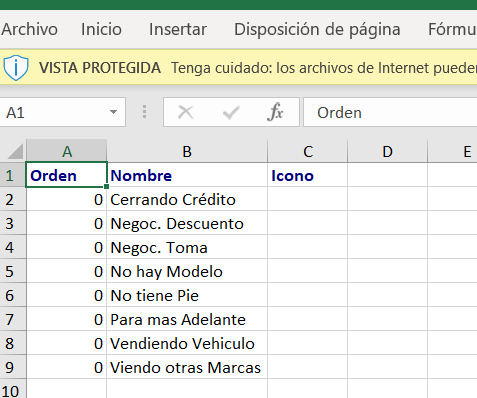 Archivo Inicio Insertar Disposición de página Fórmu
VISTA PROTEGIDA Tenga cuidado: los archivos de Internet pueden
A1 fx Orden
A B C D E
1 Orden Nombre Icono
2 0 Cerrando Crédito
3 0 Negoc. Descuento
4 0 Negoc. Toma
5 0 No hay Modelo
6 0 No tiene Pie
7 0 Para mas Adelante
8 0 Vendiendo Vehiculo
9 0 Viendo otras Marcas
10